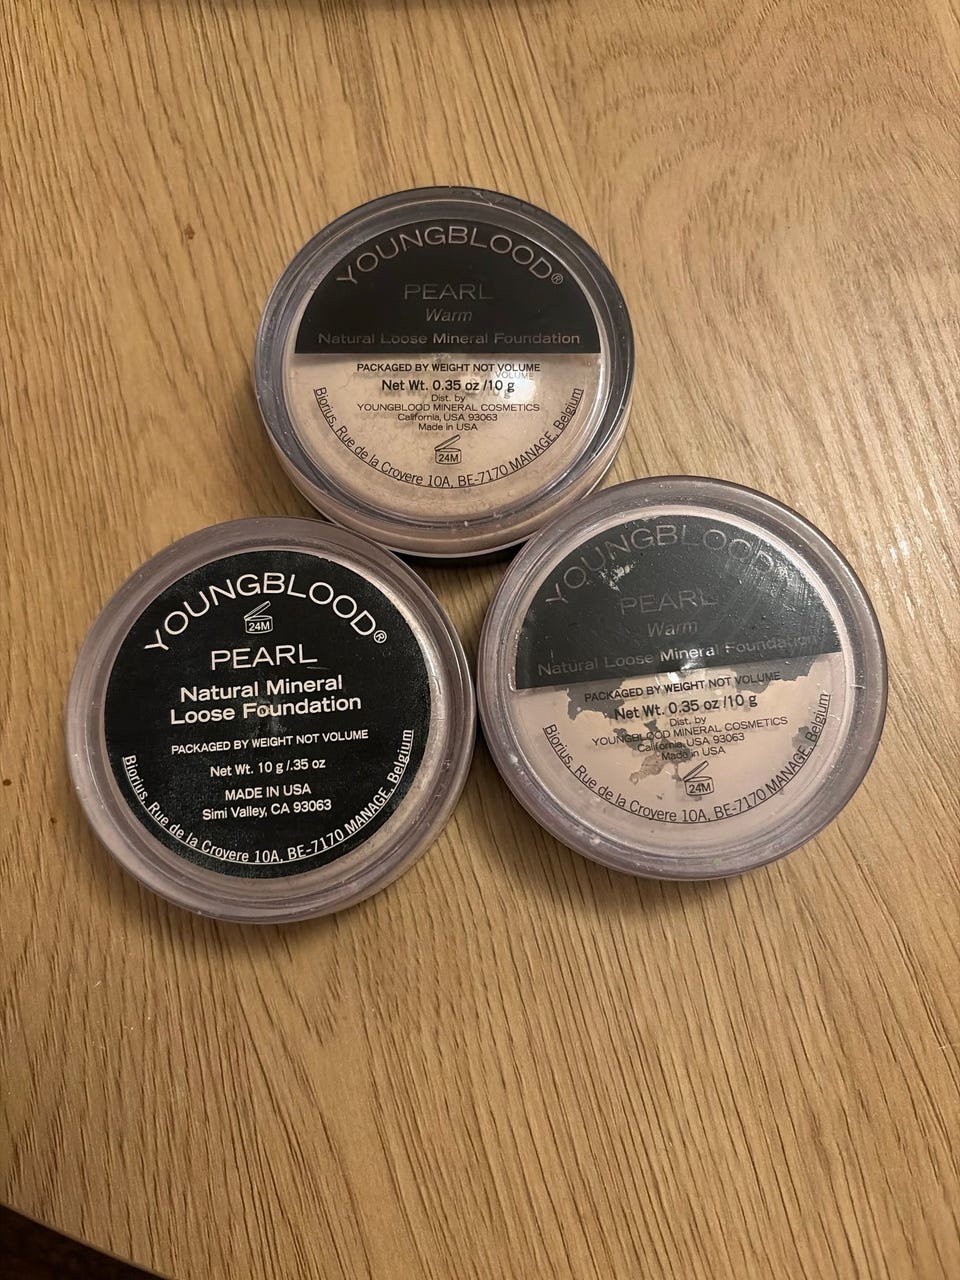 YOUNGBLOOD®
PEARL
Warm
Natural Loose Mineral Foundation
PACKAGED BY WEIGHT NOT VOLUME
Net Wt. 0.35 oz /10 g
Dist. by
YOUNGBLOOD MINERAL COSMETICS
California, USA 93063
Made in USA
24M
Biorius, Rue de la Croyere 10A, BE-7170 MANAGE, Belgium
YOUNGBLOOD®
24M
PEARL
Natural Mineral
Loose Foundation
PACKAGED BY WEIGHT NOT VOLUME
Net Wt. 10 g /.35 oz
MADE IN USA
Simi Valley, CA 93063
Biorius, Rue de la Croyere 10A, BE-7170 MANAGE, Belgium
YOUNGBLOOD
PEARL
Warm
Natural Loose Mineral Foundation
PACKAGED BY WEIGHT NOT VOLUME
Net Wt. 0.35 oz /10 g
Dist. by
YOUNGBLOOD MINERAL COSMETICS
California, USA 93063
Made in USA
24M
Biorius, Rue de la Croyere 10A, BE-7170 MANAGE, Belgium